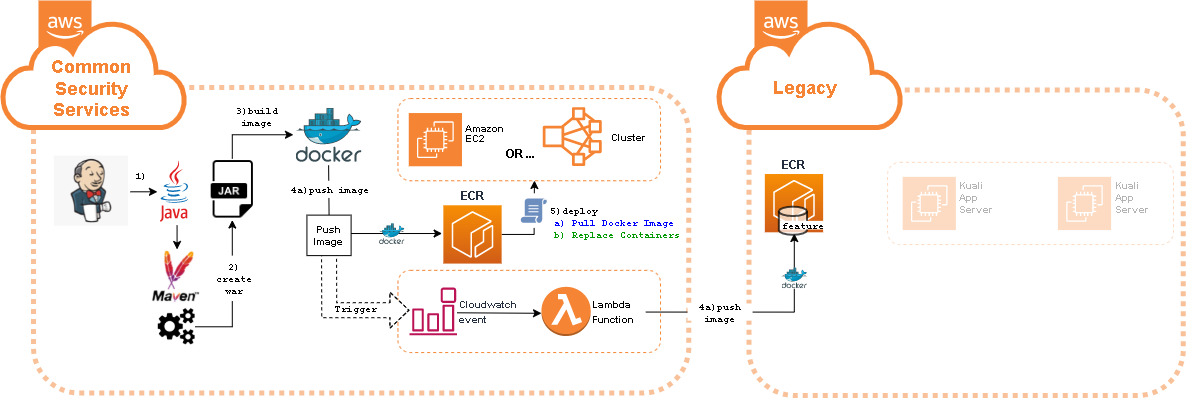 aws
Common
Security
Services
aws
Legacy
1)
Java
Maven™
2)
create
war
JAR
3)build
image
docker
4a)push image
Push
Image
docker
ECR
Amazon
EC2
OR ...
Cluster
5)deploy
a) Pull Docker Image
b) Replace Containers
Trigger
Cloudwatch
event
Lambda
Function
4a)push
image
docker
ECR
feature
Kuali
App
Server
Kuali
App
Server